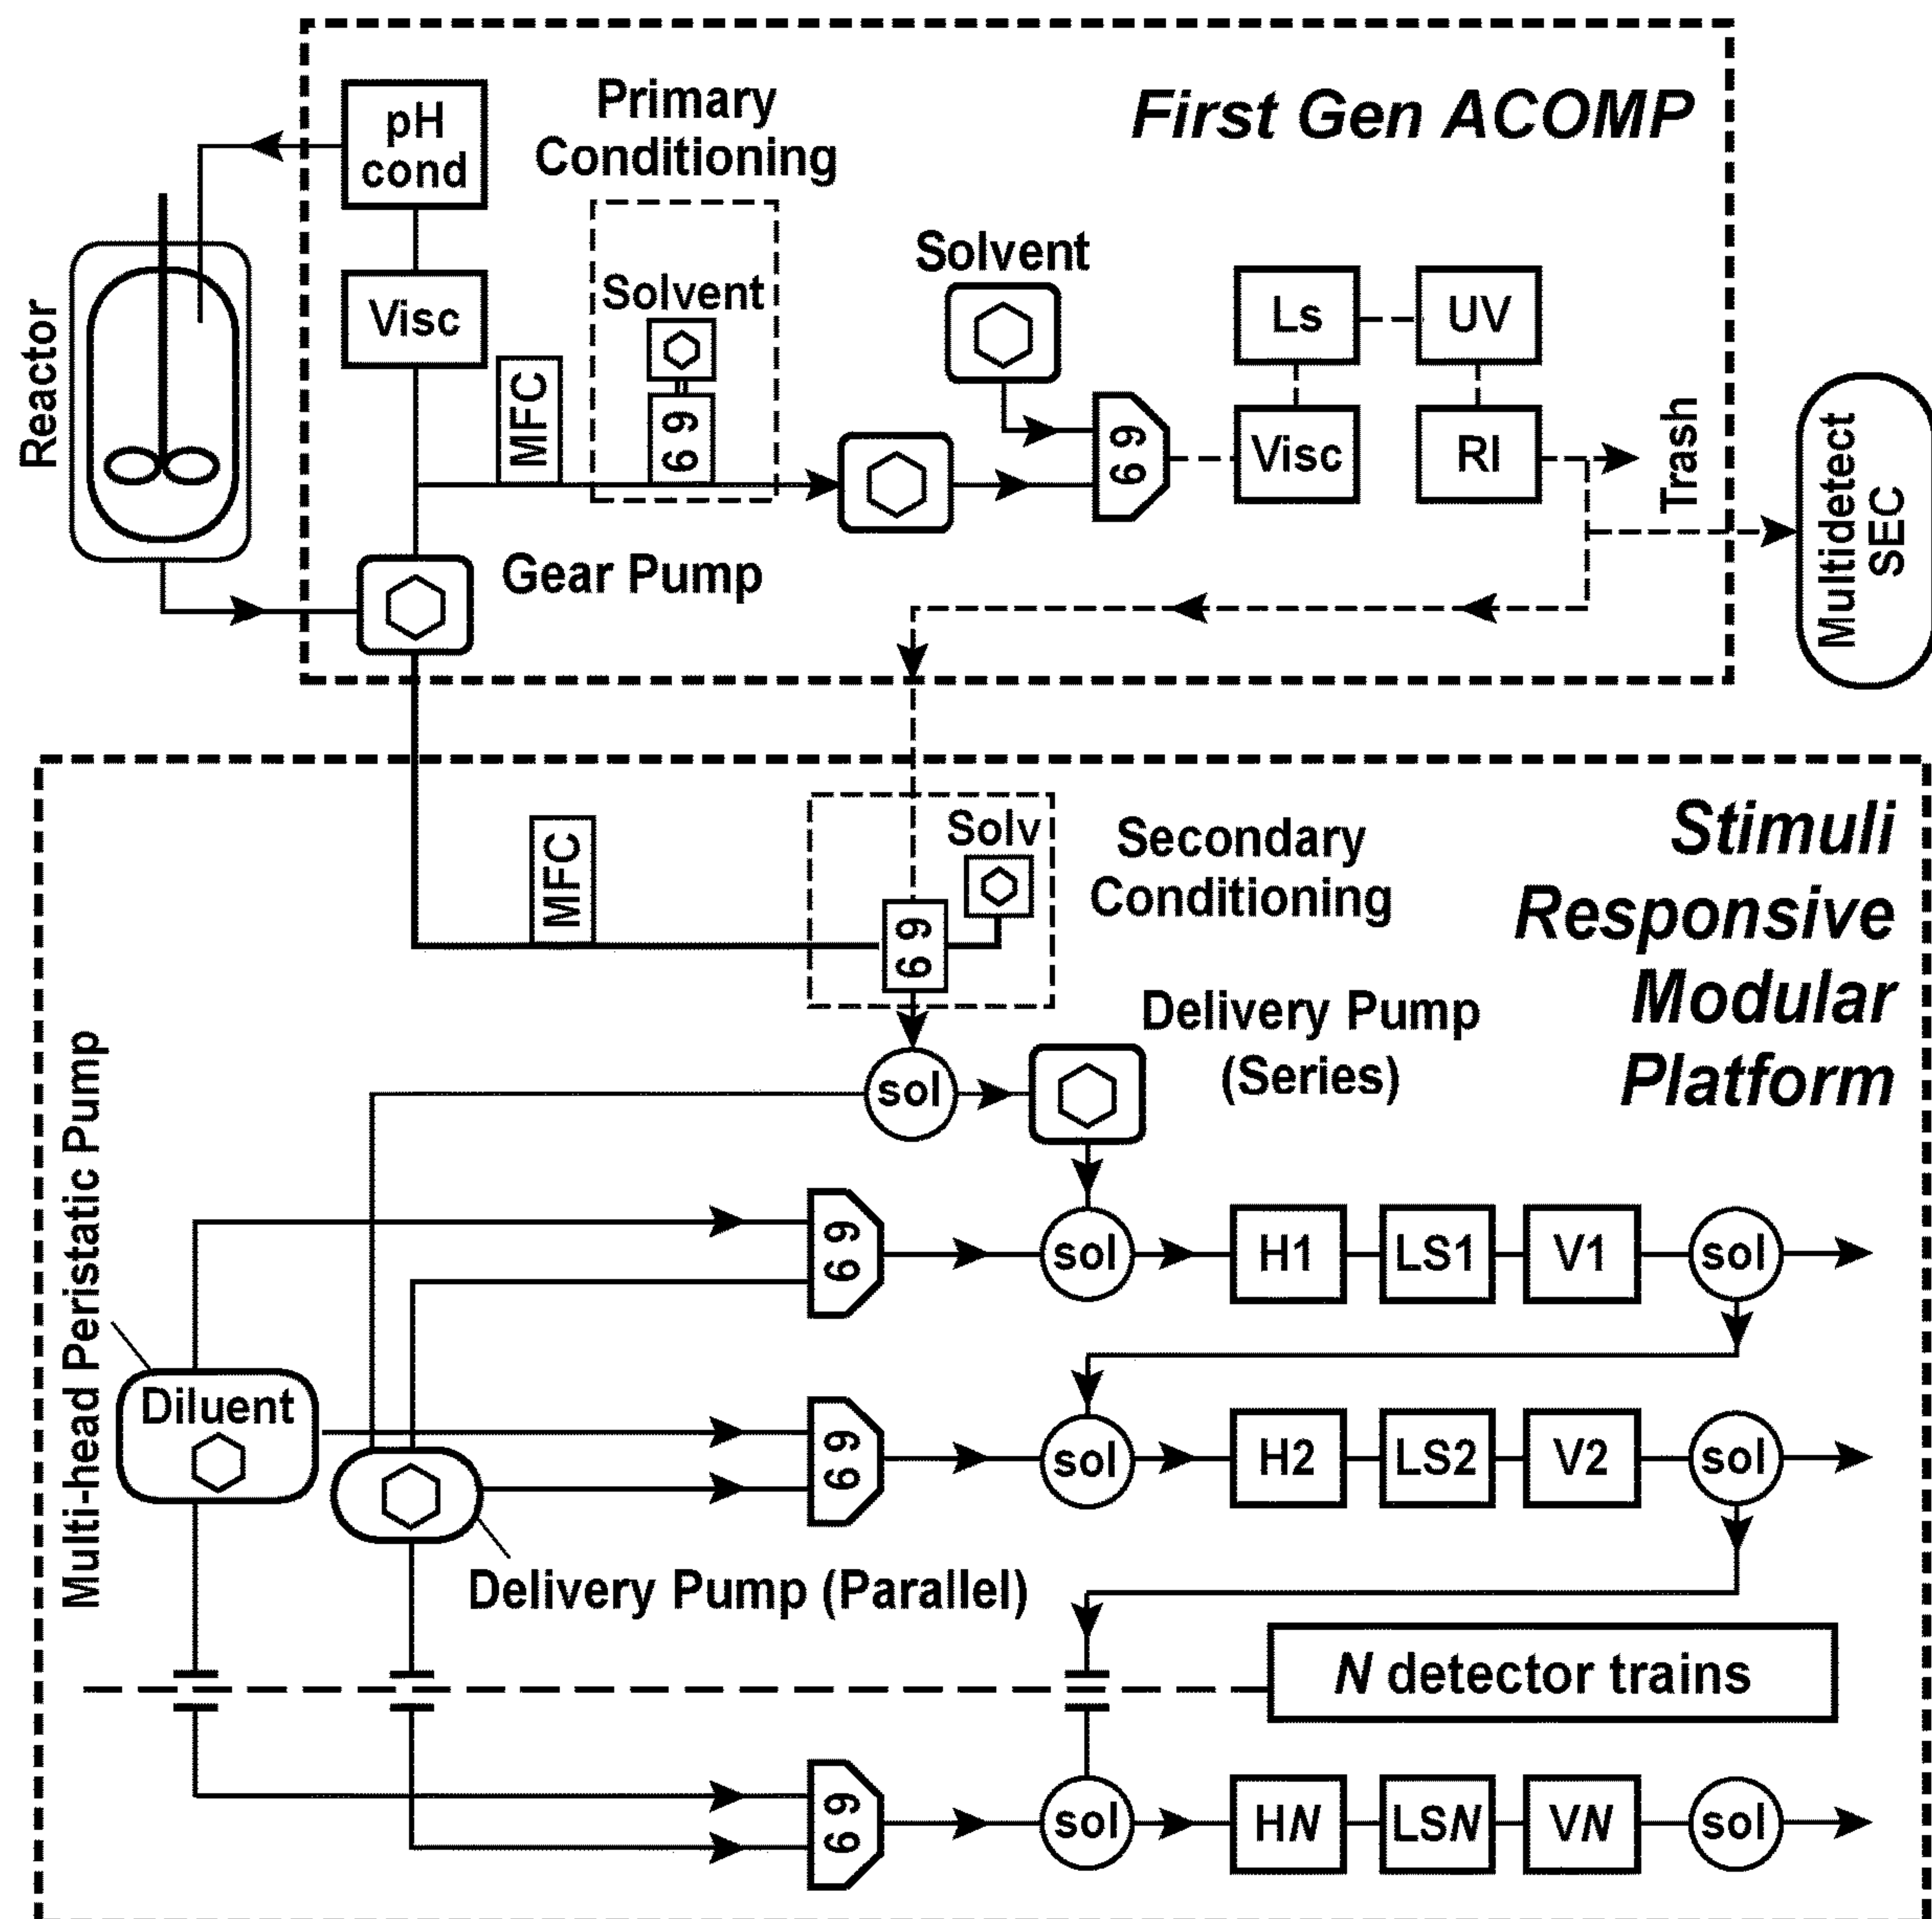 First Gen ACOMP
pH
cond
Primary
Conditioning
Solvent
Solvent
Reactor
Visc
MFC
6 9
6 9
Ls
UV
Visc
RI
Trash
Multidetect
SEC
Gear Pump
Stimuli
Responsive
Modular
Platform
MFC
Solv
6 9
Secondary
Conditioning
Delivery Pump
(Series)
sol
Multi-head Peristatic Pump
6 9
sol
H1
LS1
V1
sol
Diluent
6 9
sol
H2
LS2
V2
sol
Delivery Pump (Parallel)
N detector trains
6 9
sol
HN
LSN
VN
sol